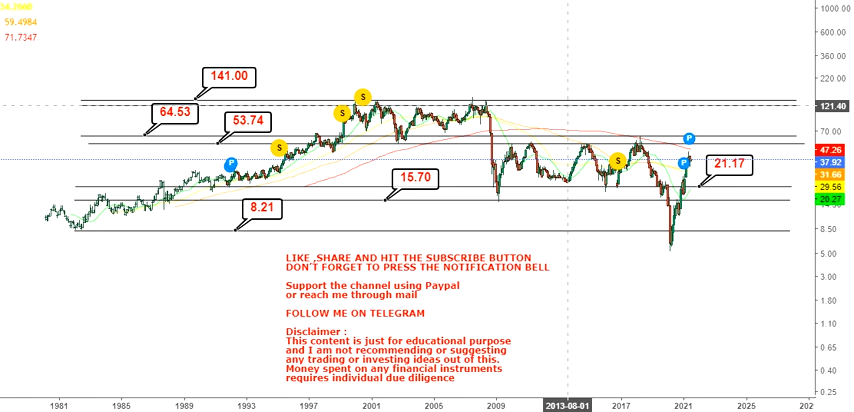 59.4984
71.7347
141.00
64.53
53.74
15.70
8.21
21.17
S
S
S
S
P
P
P
LIKE ,SHARE AND HIT THE SUBSCRIBE BUTTON
DON'T FORGET TO PRESS THE NOTIFICATION BELL
Support the channel using Paypal
or reach me through mail
FOLLOW ME ON TELEGRAM
Disclaimer :
This content is just for educational purpose
and I am not recommending or suggesting
any trading or investing ideas out of this.
Money spent on any financial instruments
requires individual due diligence
1000.00
600.00
360.00
220.00
121.40
70.00
47.26
37.92
31.66
29.56
20.27
8.50
5.00
3.00
1.80
1.10
0.65
0.40
0.25
1981
1985
1989
1993
1997
2001
2005
2009
2013-08-01
2017
2021
202